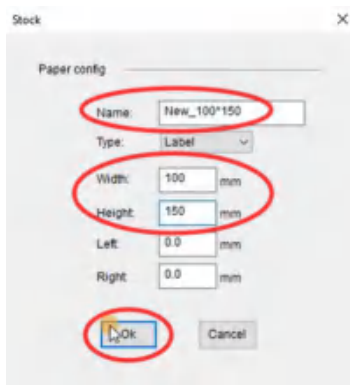 Stock
Paper config
Name: New_100*150
Type: Label
Width: 100 mm
Height: 150 mm
Left: 0.0 mm
Right: 0.0 mm
Ok Cancel